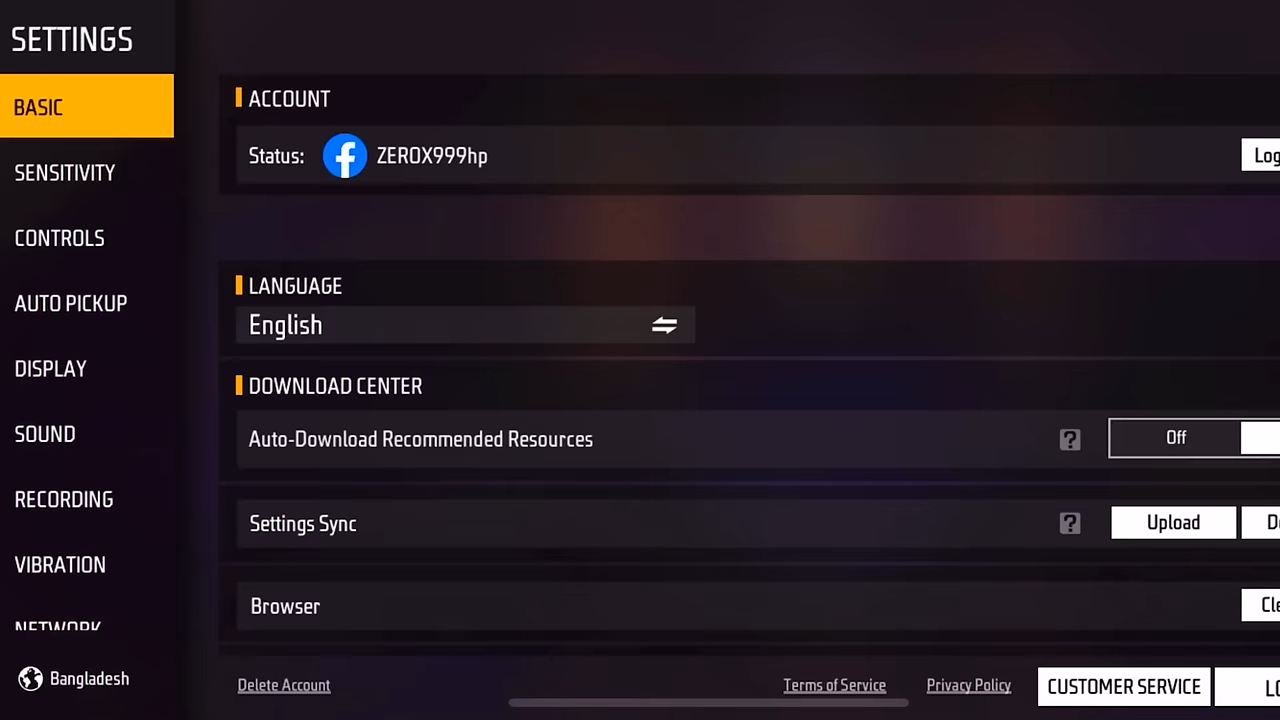 SETTINGS
BASIC
SENSITIVITY
CONTROLS
AUTO PICKUP
DISPLAY
SOUND
RECORDING
VIBRATION
NETWORK
Bangladesh
ACCOUNT
Status: ZEROX999hp
LANGUAGE
English
DOWNLOAD CENTER
Auto-Download Recommended Resources ? Off
Settings Sync ? Upload
Browser
Delete Account Terms of Service Privacy Policy CUSTOMER SERVICE